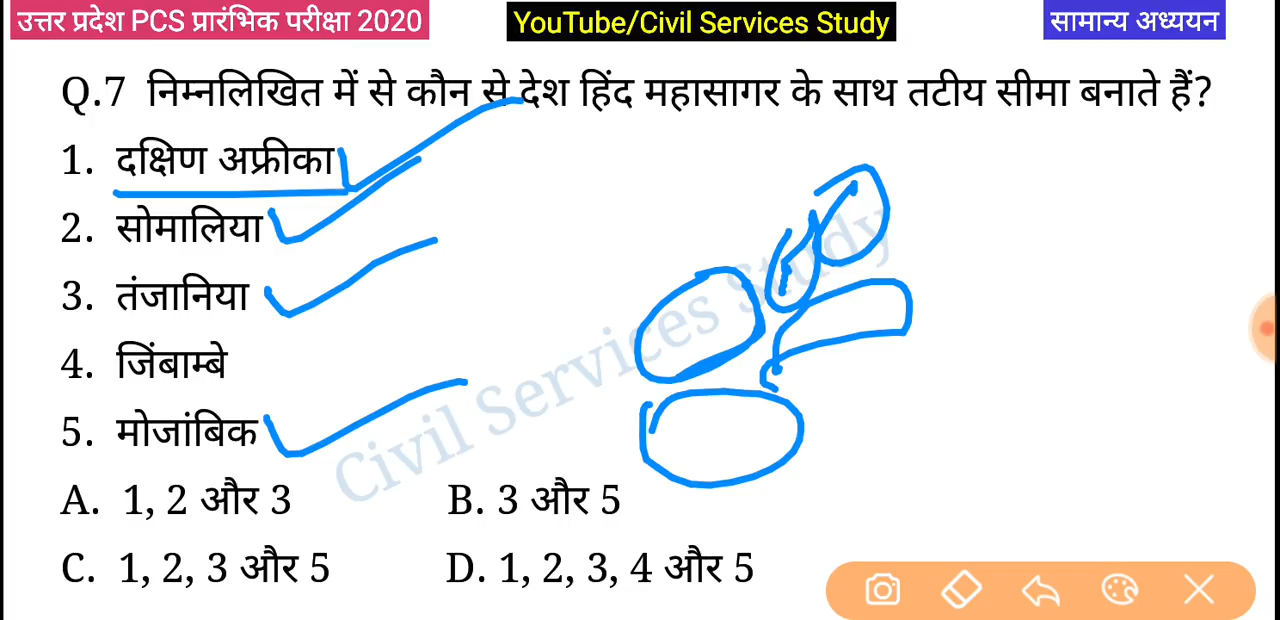 उत्तर प्रदेश PCS प्रारंभिक परीक्षा 2020
YouTube/Civil Services Study
सामान्य अध्ययन
Q.7 निम्नलिखित में से कौन से देश हिंद महासागर के साथ तटीय सीमा बनाते हैं?
1. दक्षिण अफ्रीका
2. सोमालिया
3. तंजानिया
4. जिंबाम्बे
5. मोजांबिक
A. 1, 2 और 3 B. 3 और 5
C. 1, 2, 3 और 5 D. 1, 2, 3, 4 और 5
Civil Services Study